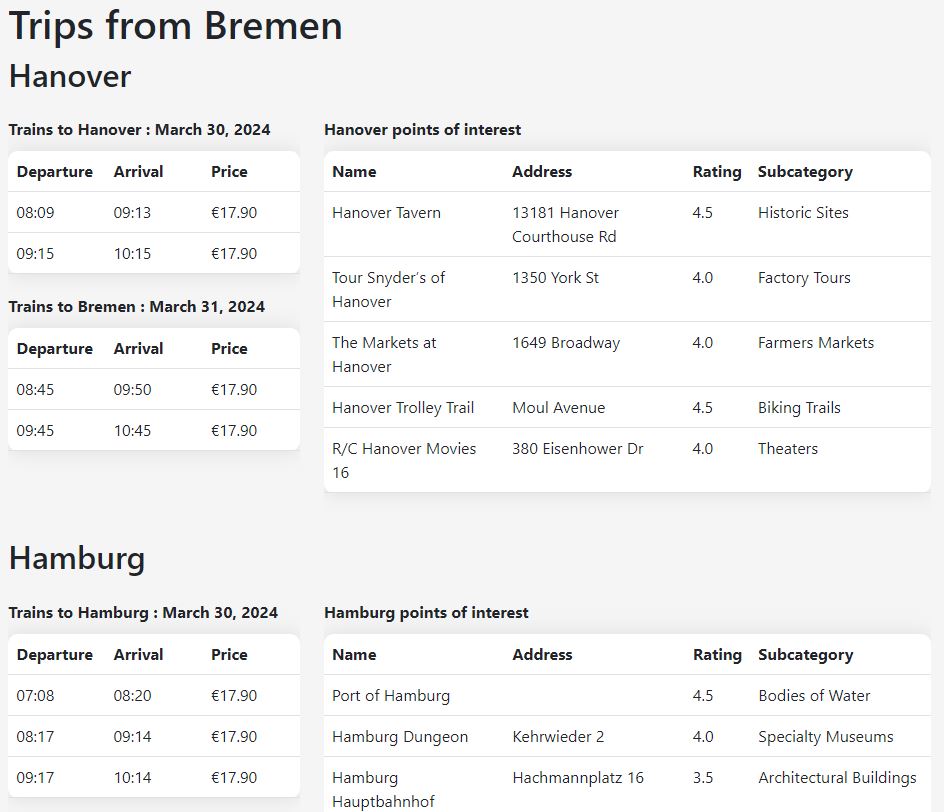 Trips from Bremen
Hanover
Trains to Hanover : March 30, 2024
Departure Arrival Price
08:09 09:13 €17.90
09:15 10:15 €17.90
Trains to Bremen : March 31, 2024
Departure Arrival Price
08:45 09:50 €17.90
09:45 10:45 €17.90
Hanover points of interest
Name Address Rating Subcategory
Hanover Tavern 13181 Hanover 4.5 Historic Sites
Courthouse Rd
Tour Snyder’s of 1350 York St 4.0 Factory Tours
Hanover
The Markets at 1649 Broadway 4.0 Farmers Markets
Hanover
Hanover Trolley Trail Moul Avenue 4.5 Biking Trails
R/C Hanover Movies 380 Eisenhower Dr 4.0 Theaters
16
Hamburg
Trains to Hamburg : March 30, 2024
Departure Arrival Price
07:08 08:20 €17.90
08:17 09:14 €17.90
09:17 10:14 €17.90
Hamburg points of interest
Name Address Rating Subcategory
Port of Hamburg 4.5 Bodies of Water
Hamburg Dungeon Kehrwieder 2 4.0 Specialty Museums
Hamburg Hachmannplatz 16 3.5 Architectural Buildings
Hauptbahnhof